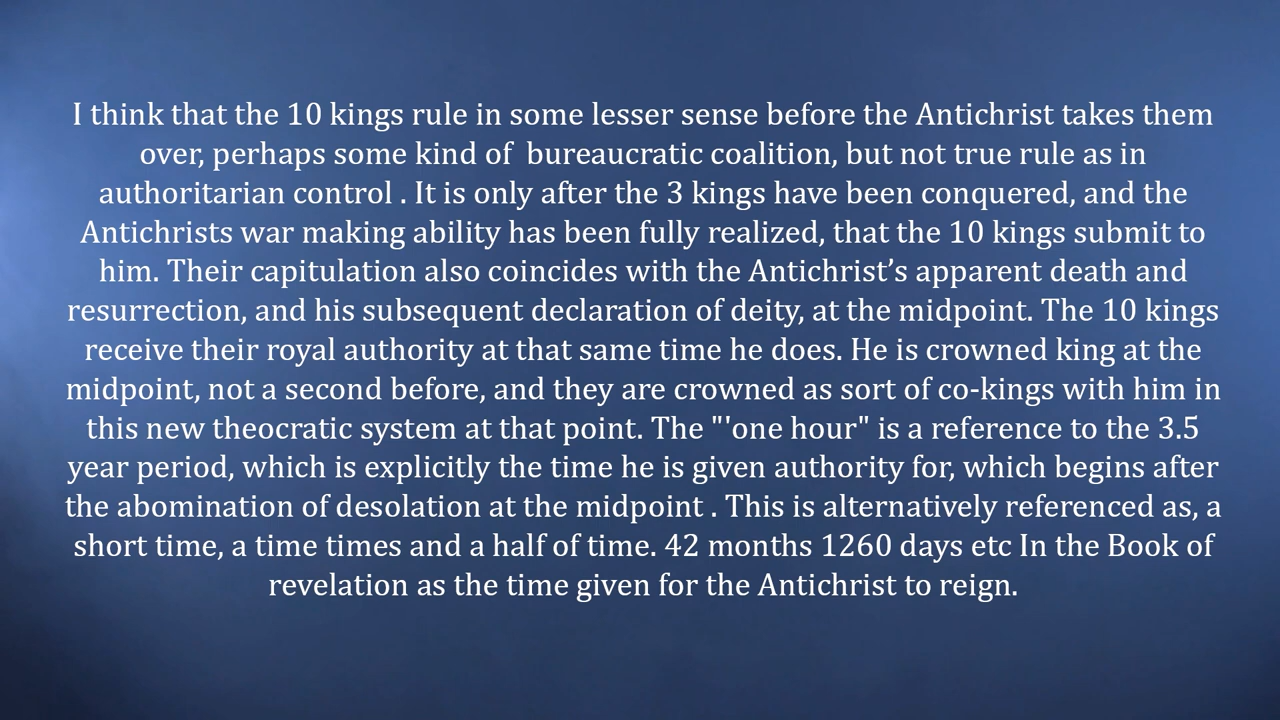 I think that the 10 kings rule in some lesser sense before the Antichrist takes them
over, perhaps some kind of  bureaucratic coalition, but not true rule as in
authoritarian control . It is only after the 3 kings have been conquered, and the
Antichrists war making ability has been fully realized, that the 10 kings submit to
him. Their capitulation also coincides with the Antichrist’s apparent death and
resurrection, and his subsequent declaration of deity, at the midpoint. The 10 kings
receive their royal authority at that same time he does. He is crowned king at the
midpoint, not a second before, and they are crowned as sort of co-kings with him in
this new theocratic system at that point. The "'one hour" is a reference to the 3.5
year period, which is explicitly the time he is given authority for, which begins after
the abomination of desolation at the midpoint . This is alternatively referenced as, a
short time, a time times and a half of time. 42 months 1260 days etc In the Book of
revelation as the time given for the Antichrist to reign.